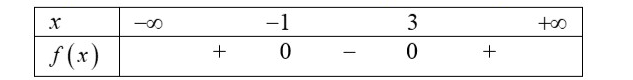 x −∞ −1 3 +∞
f(x) + 0 − 0 +